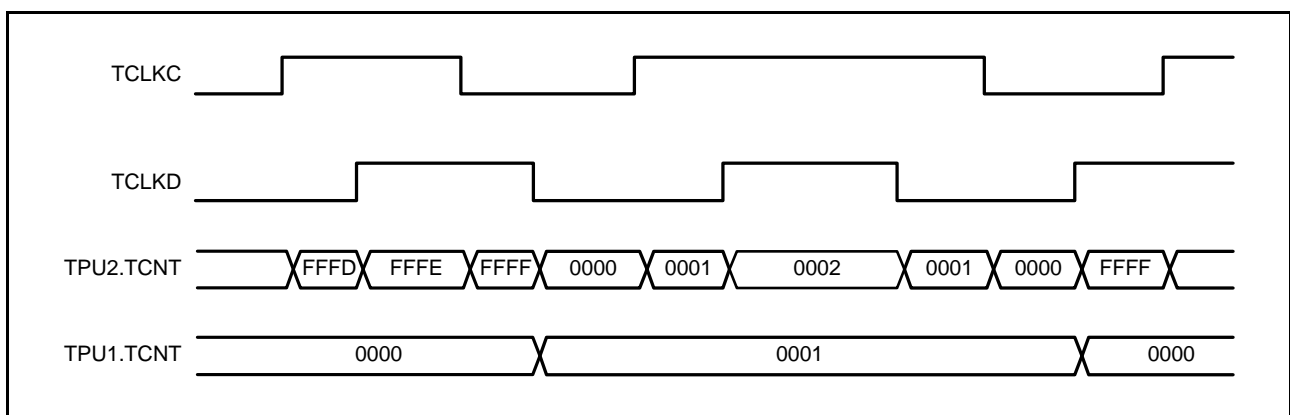 TCLKC
TCLKD
TPU2.TCNT FFFD FFFE FFFF 0000 0001 0002 0001 0000 FFFF
TPU1.TCNT 0000 0001 0000